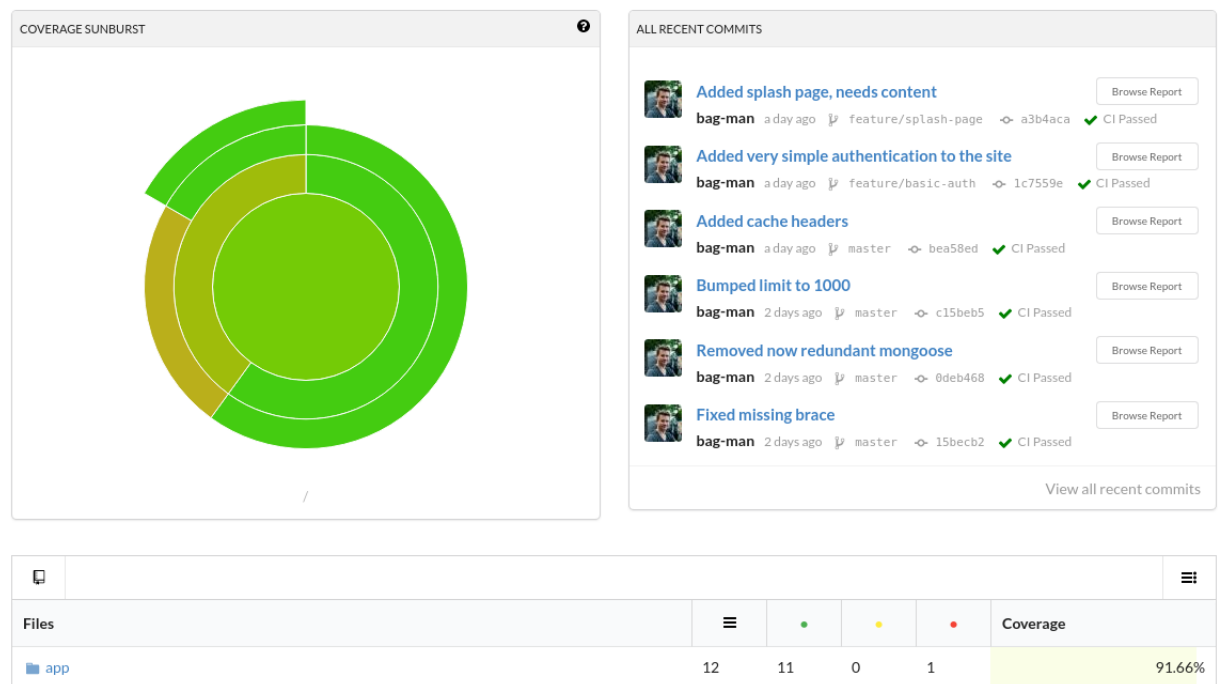 COVERAGE SUNBURST
/
ALL RECENT COMMITS
Added splash page, needs content
Browse Report
bag-man a day ago feature/splash-page a3b4aca CI Passed
Added very simple authentication to the site
Browse Report
bag-man a day ago feature/basic-auth 1c7559e CI Passed
Added cache headers
Browse Report
bag-man a day ago master bea58ed CI Passed
Bumped limit to 1000
Browse Report
bag-man 2 days ago master c15beb5 CI Passed
Removed now redundant mongoose
Browse Report
bag-man 2 days ago master 0deb468 CI Passed
Fixed missing brace
Browse Report
bag-man 2 days ago master 15becb2 CI Passed
View all recent commits
Files Coverage
app 12 11 0 1 91.66%